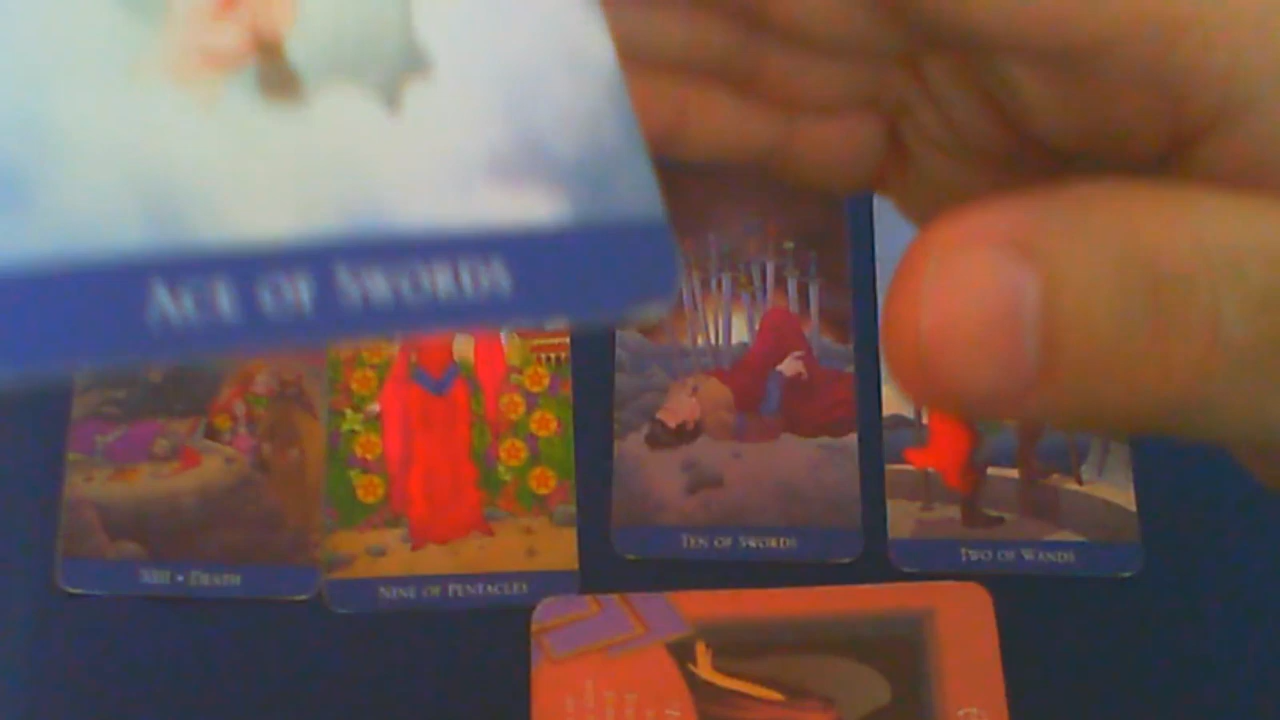 ACE OF SWORDS
XIII • DEATH
NINE OF PENTACLES
TEN OF SWORDS
TWO OF WANDS